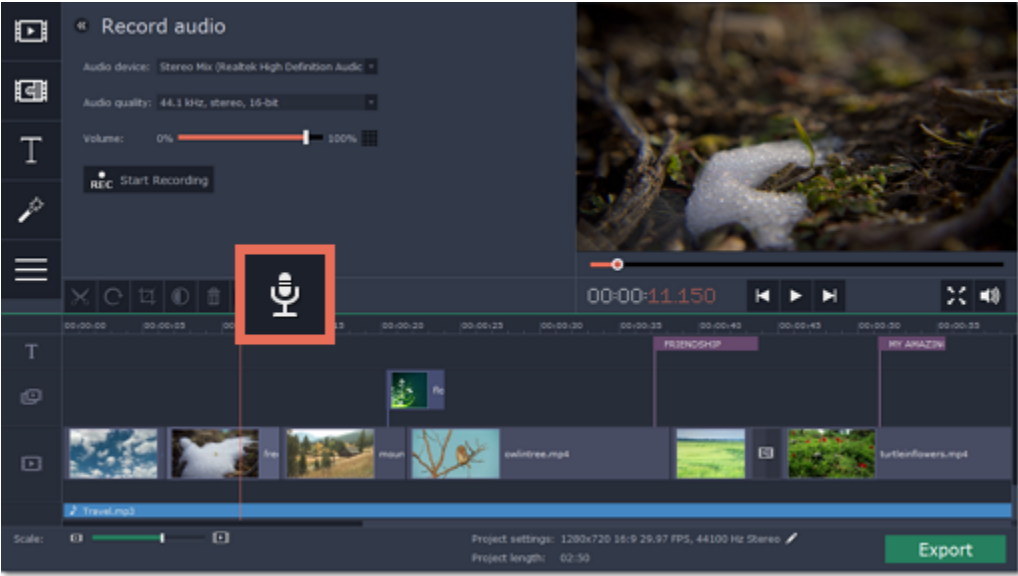 Record audio
Audio device: Stereo Mix (Realtek High Definition Audic
Audio quality: 44.1 kHz, stereo, 16-bit
Volume: 0% 100%
REC Start Recording
T
00:00:11.150
00:00:00 00:00:05 00:00:20 00:00:25 00:00:30 00:00:35 00:00:40 00:00:45 00:00:50 00:00:55
T FRIENDSHIP MY AMAZIN
flo
fre moun owlintree.mp4 turtleinflowers.mp4
Travel.mp3
Scale: Project settings: 1280x720 16:9 29.97 FPS, 44100 Hz Stereo
Project length: 02:50
Export